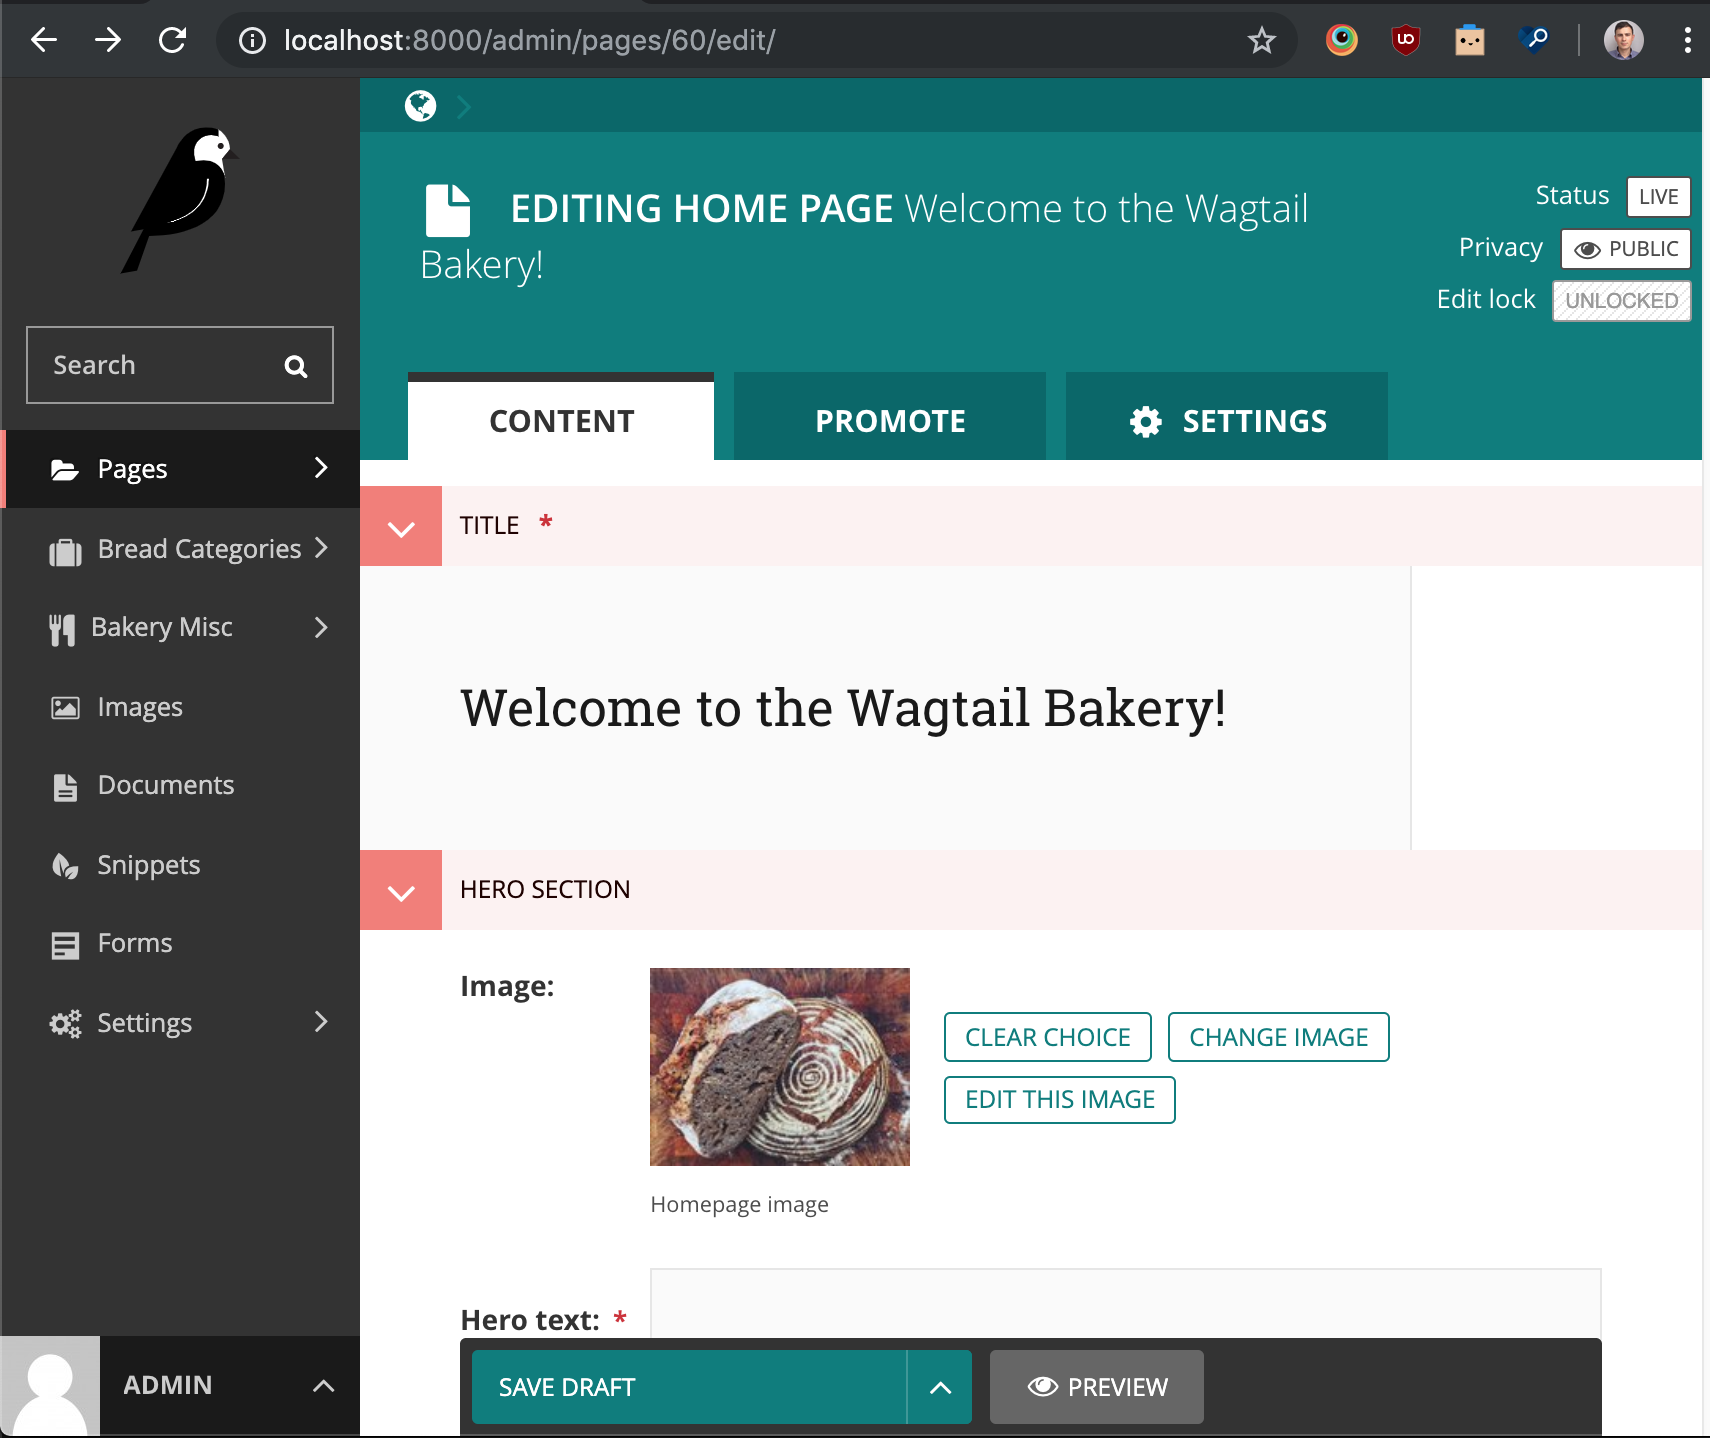 localhost:8000/admin/pages/60/edit/
UO
Search
Pages
Bread Categories
Bakery Misc
Images
Documents
Snippets
Forms
Settings
ADMIN
EDITING HOME PAGE Welcome to the Wagtail
Bakery!
Status LIVE
Privacy PUBLIC
Edit lock UNLOCKED
CONTENT PROMOTE SETTINGS
TITLE *
Welcome to the Wagtail Bakery!
HERO SECTION
Image:
CLEAR CHOICE CHANGE IMAGE
EDIT THIS IMAGE
Homepage image
Hero text: *
SAVE DRAFT PREVIEW